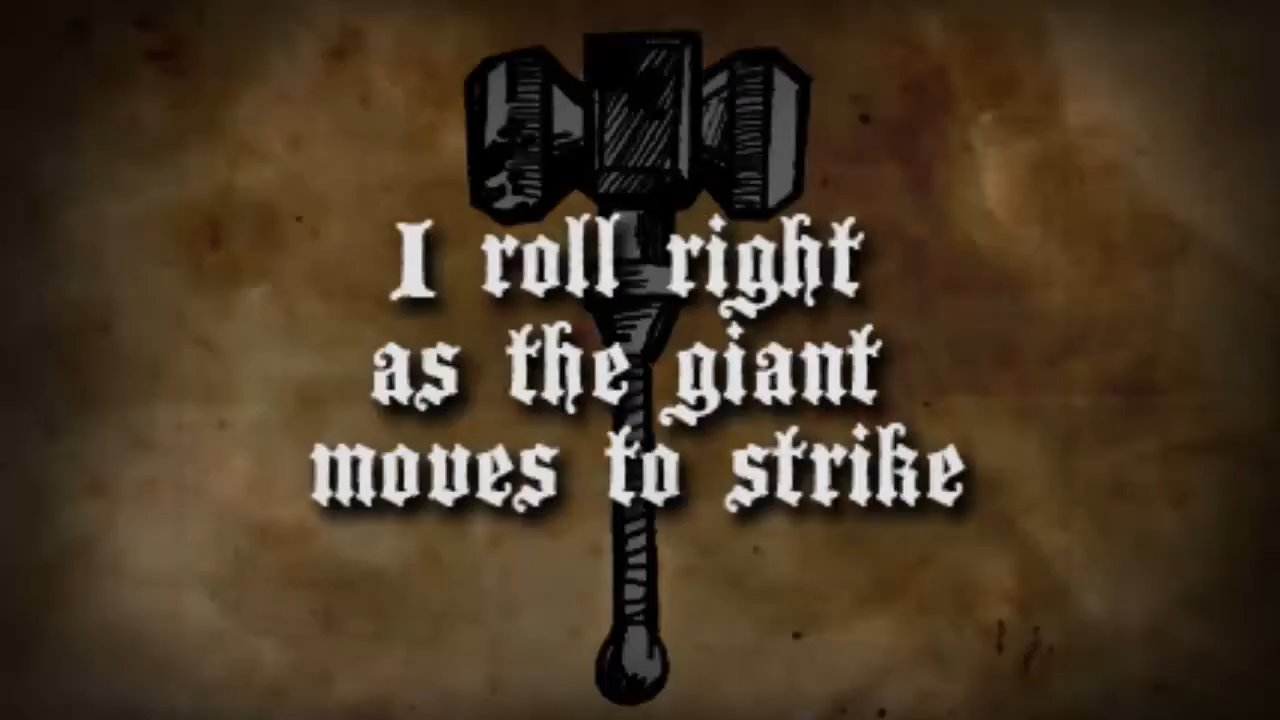 I roll right
as the giant
moves to strike